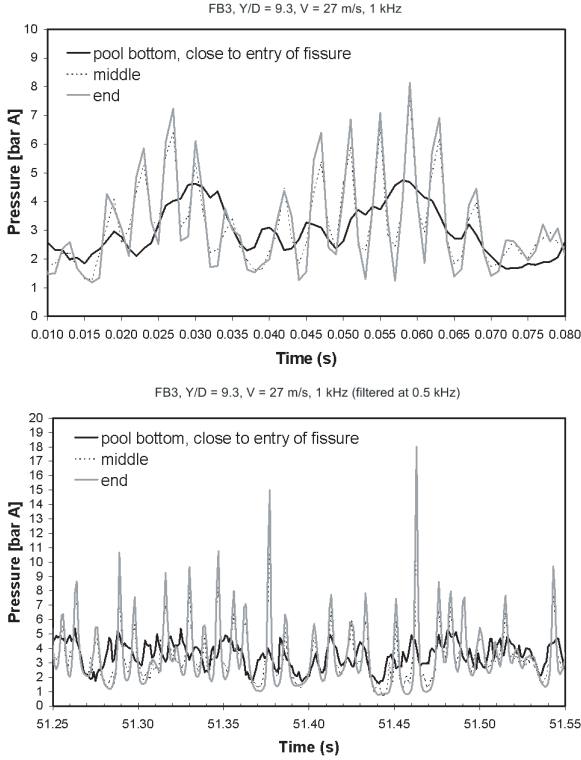 FB3, Y/D = 9.3, V = 27 m/s, 1 kHz
10
9
8
7
6
5
4
3
2
1
0
Pressure [bar A]
pool bottom, close to entry of fissure
middle
end
0.010 0.015 0.020 0.025 0.030 0.035 0.040 0.045 0.050 0.055 0.060 0.065 0.070 0.075 0.080
Time (s)
FB3, Y/D = 9.3, V = 27 m/s, 1 kHz (filtered at 0.5 kHz)
20
19
18
17
16
15
14
13
12
11
10
9
8
7
6
5
4
3
2
1
0
Pressure [bar A]
pool bottom, close to entry of fissure
middle
end
51.25 51.30 51.35 51.40 51.45 51.50 51.55
Time (s)